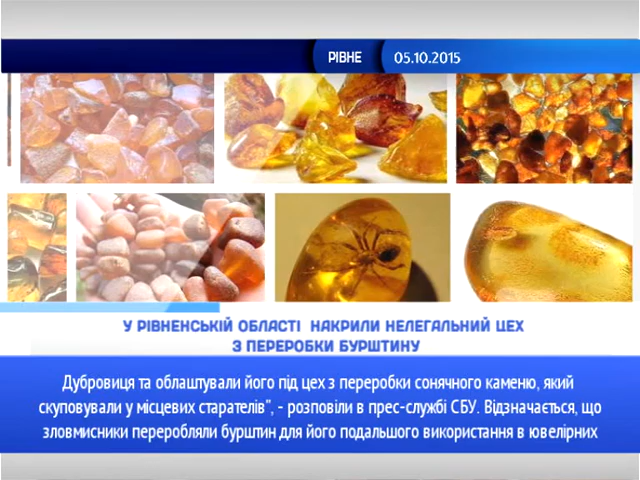 РІВНЕ
05.10.2015
У РІВНЕНСЬКІЙ ОБЛАСТІ НАКРИЛИ НЕЛЕГАЛЬНИЙ ЦЕХ
З ПЕРЕРОБКИ БУРШТИНУ
Дубровиця та облаштували його під цех з переробки сонячного каменю, який
скуповували у місцевих старателів", - розповіли в прес-службі СБУ. Відзначається, що
зловмисники переробляли бурштин для його подальшого використання в ювелірних